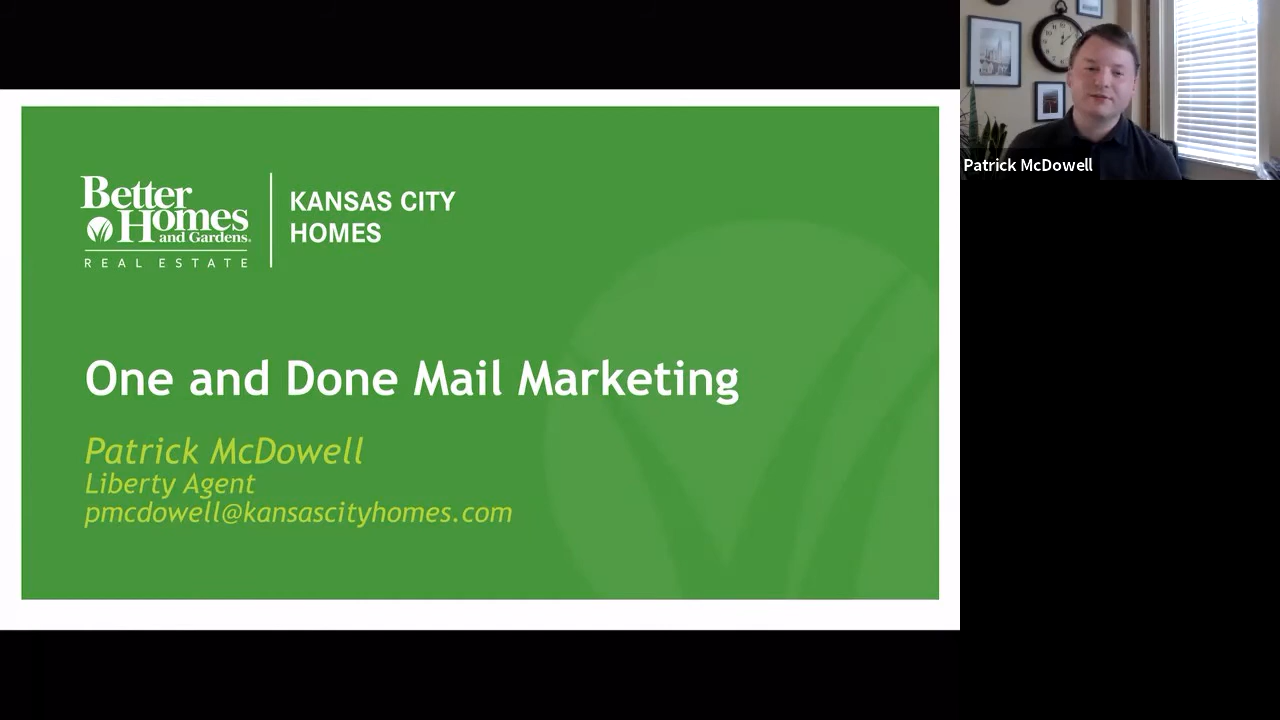 Better
Homes
and Gardens
REAL ESTATE
KANSAS CITY
HOMES
One and Done Mail Marketing
Patrick McDowell
Liberty Agent
pmcdowell@kansascityhomes.com
Patrick McDowell